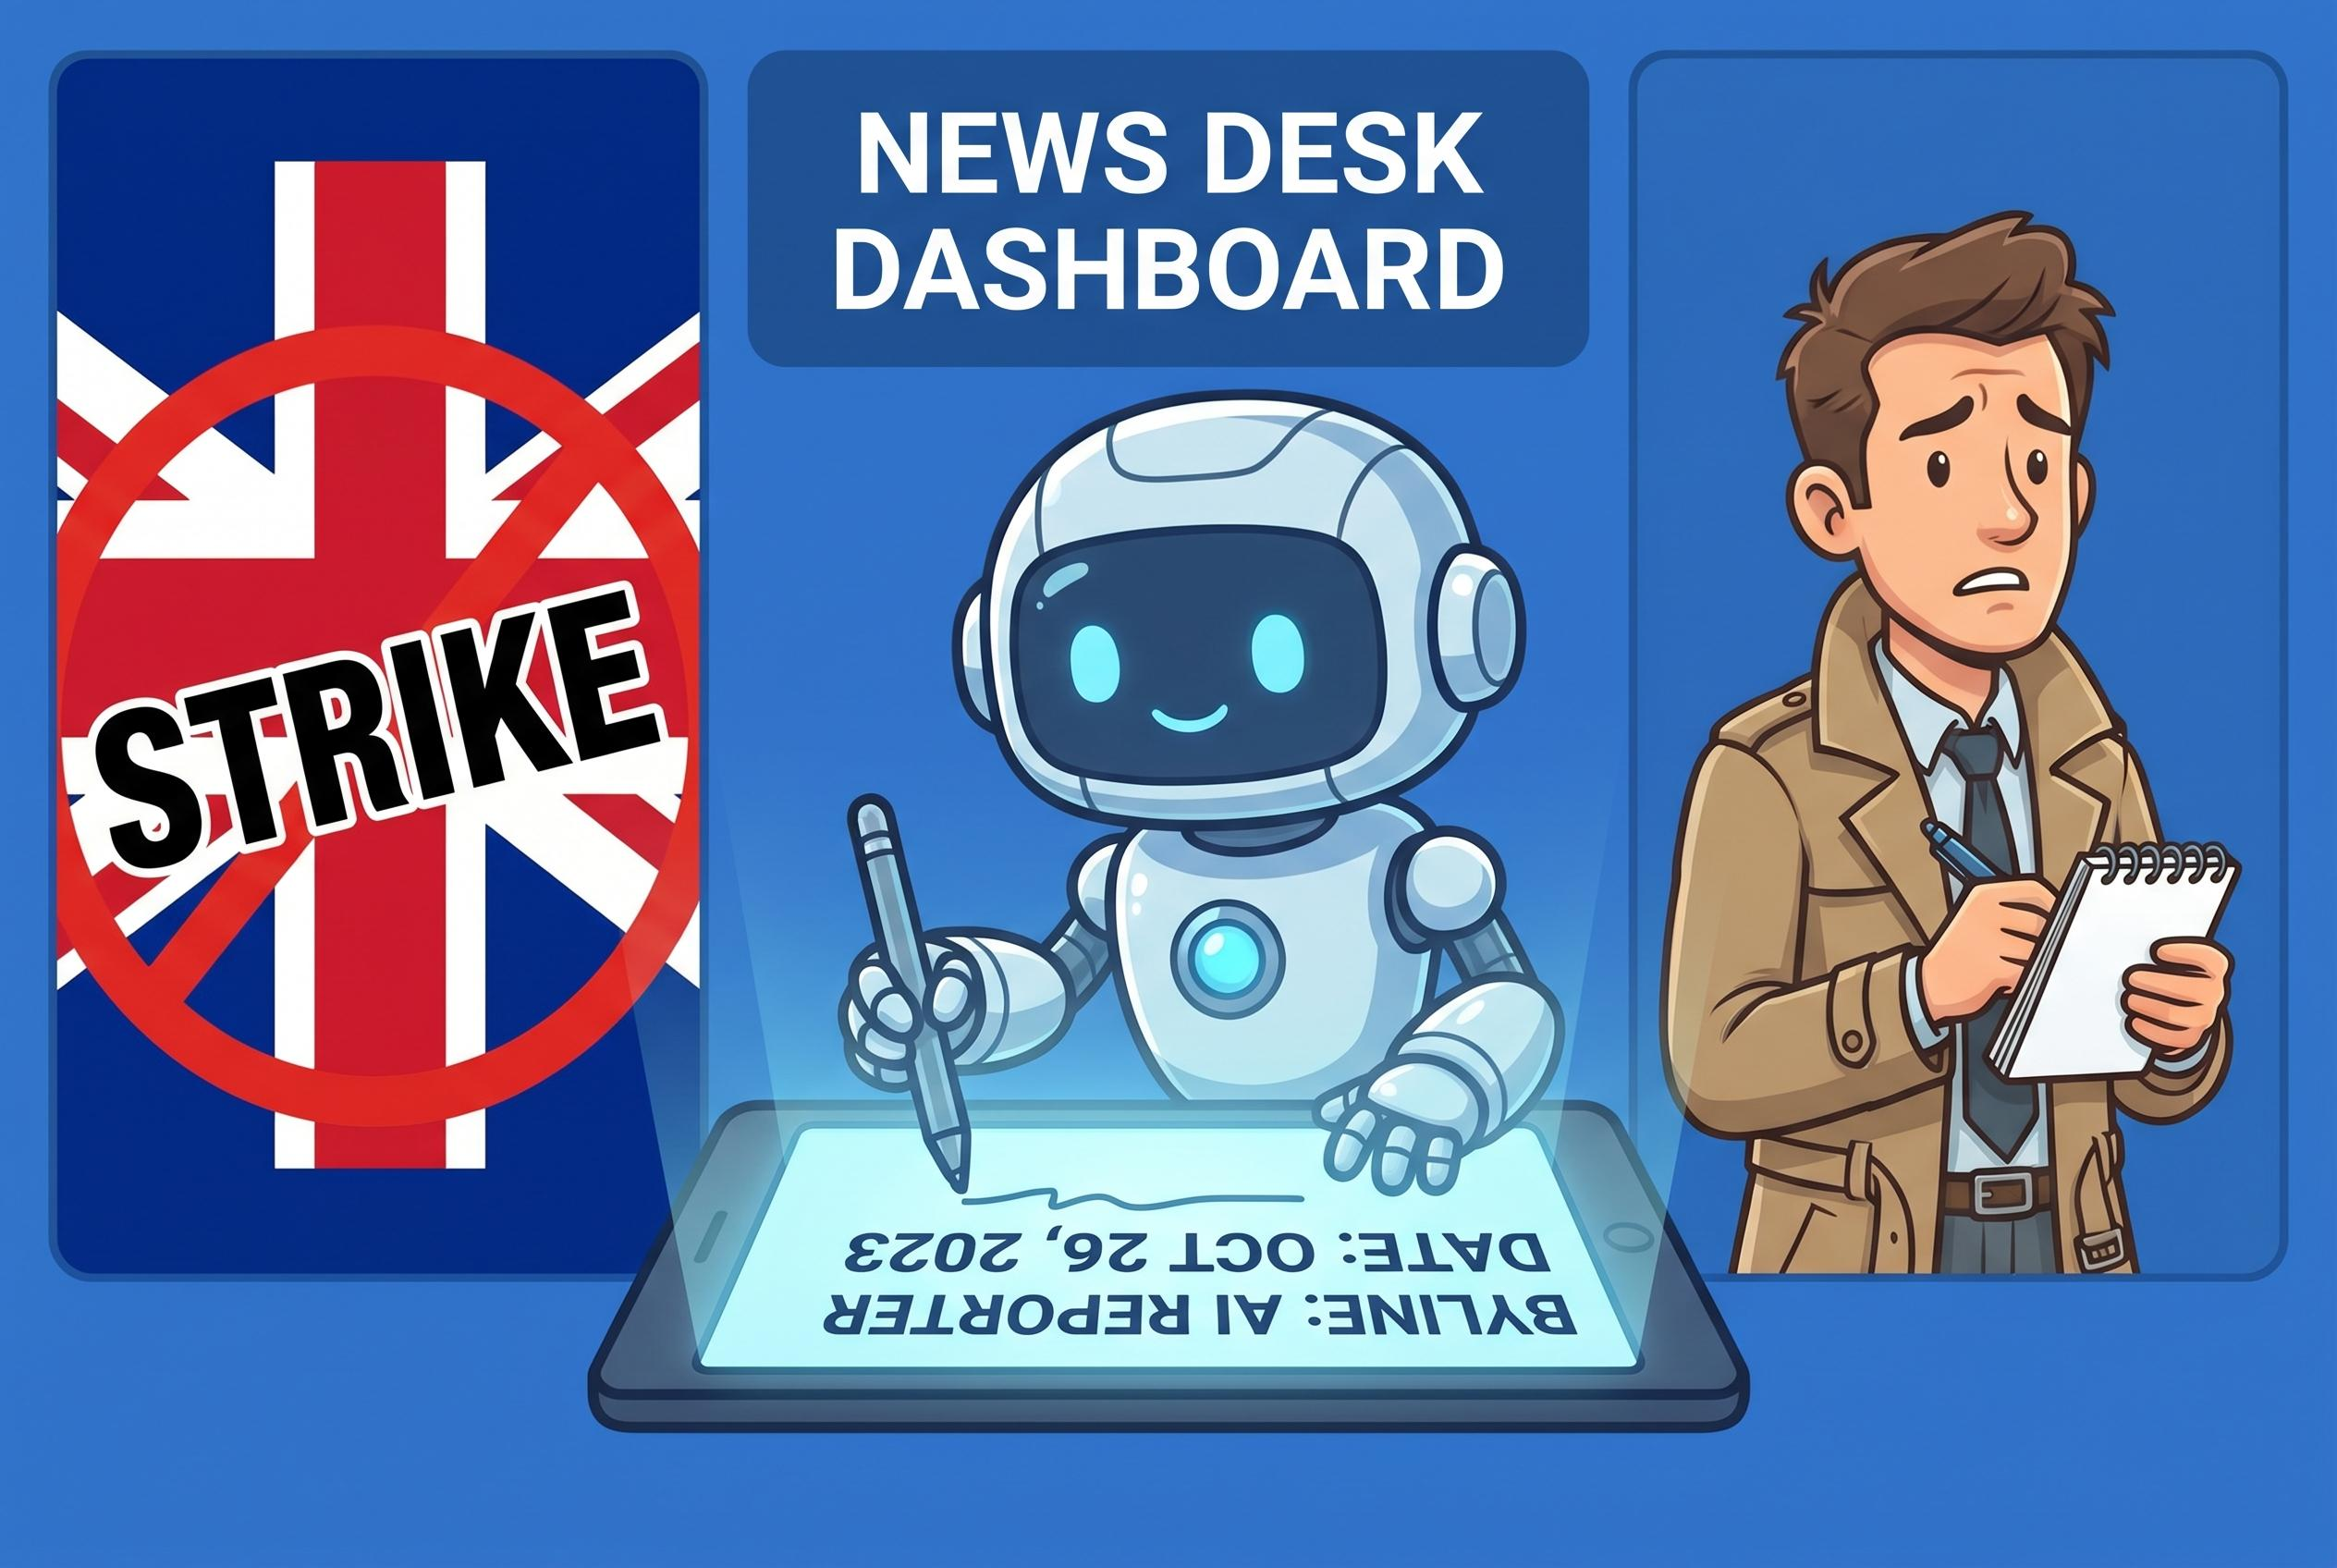 NEWS DESK
DASHBOARD
STRIKE
BYLINE: AI REPORTER
DATE: OCT 26, 2023